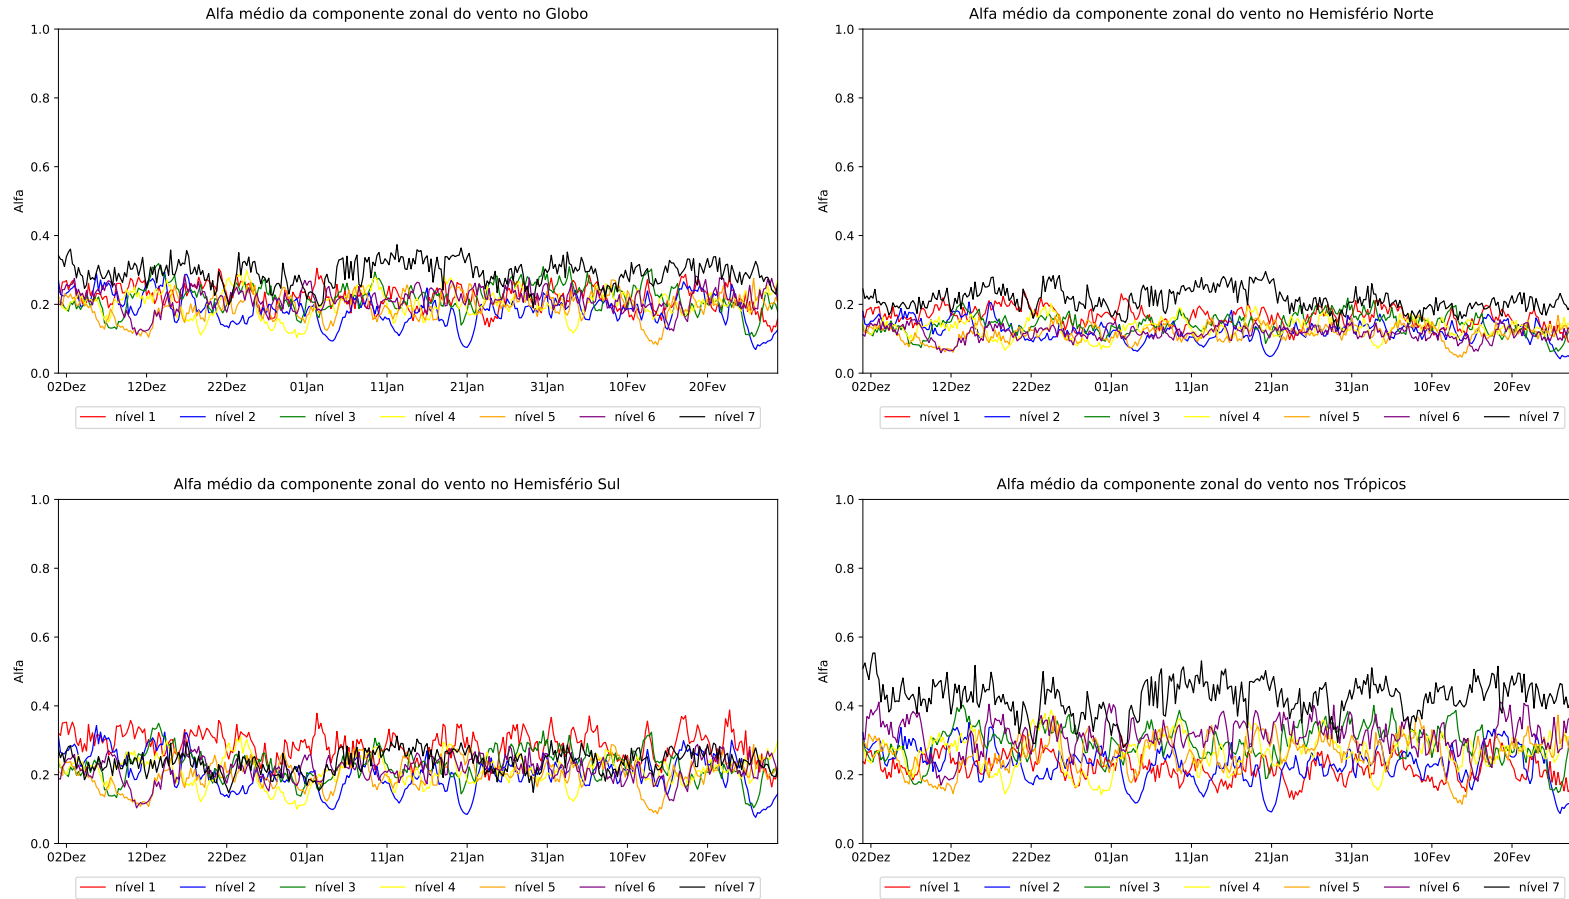 Alfa médio da componente zonal do vento no Globo
1.0
0.8
0.6
0.4
0.2
0.0
Alfa
02Dez 12Dez 22Dez 01Jan 11Jan 21Jan 31Jan 10Fev 20Fev
nível 1 nível 2 nível 3 nível 4 nível 5 nível 6 nível 7
Alfa médio da componente zonal do vento no Hemisfério Norte
1.0
0.8
0.6
0.4
0.2
0.0
Alfa
02Dez 12Dez 22Dez 01Jan 11Jan 21Jan 31Jan 10Fev 20Fev
nível 1 nível 2 nível 3 nível 4 nível 5 nível 6 nível 7
Alfa médio da componente zonal do vento no Hemisfério Sul
1.0
0.8
0.6
0.4
0.2
0.0
Alfa
02Dez 12Dez 22Dez 01Jan 11Jan 21Jan 31Jan 10Fev 20Fev
nível 1 nível 2 nível 3 nível 4 nível 5 nível 6 nível 7
Alfa médio da componente zonal do vento nos Trópicos
1.0
0.8
0.6
0.4
0.2
0.0
Alfa
02Dez 12Dez 22Dez 01Jan 11Jan 21Jan 31Jan 10Fev 20Fev
nível 1 nível 2 nível 3 nível 4 nível 5 nível 6 nível 7